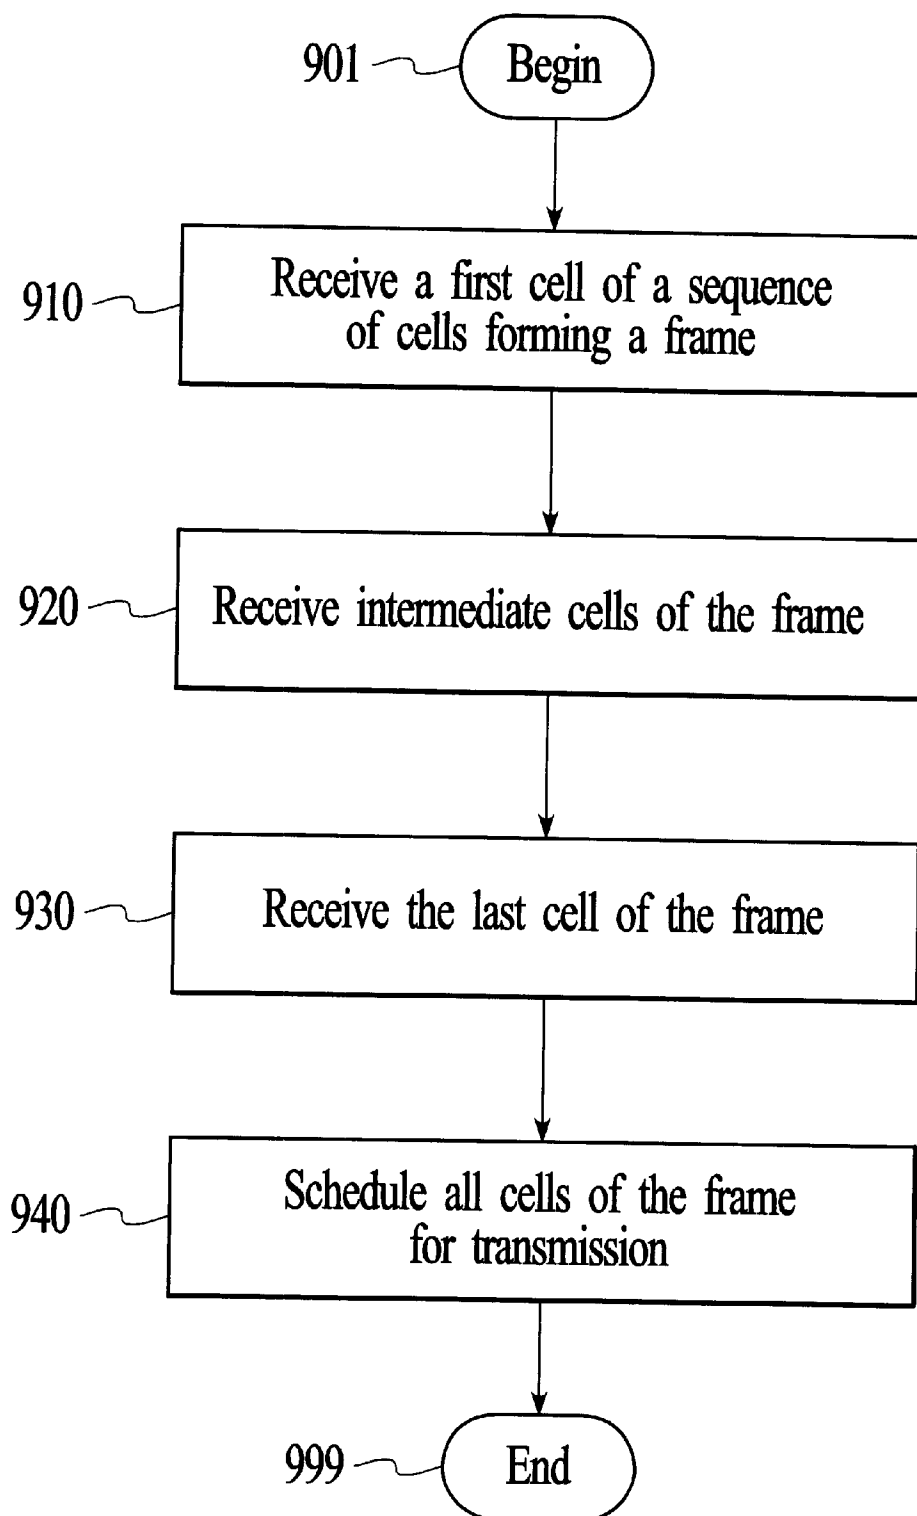 901
Begin
910
Receive a first cell of a sequence
of cells forming a frame
920
Receive intermediate cells of the frame
930
Receive the last cell of the frame
940
Schedule all cells of the frame
for transmission
999
End